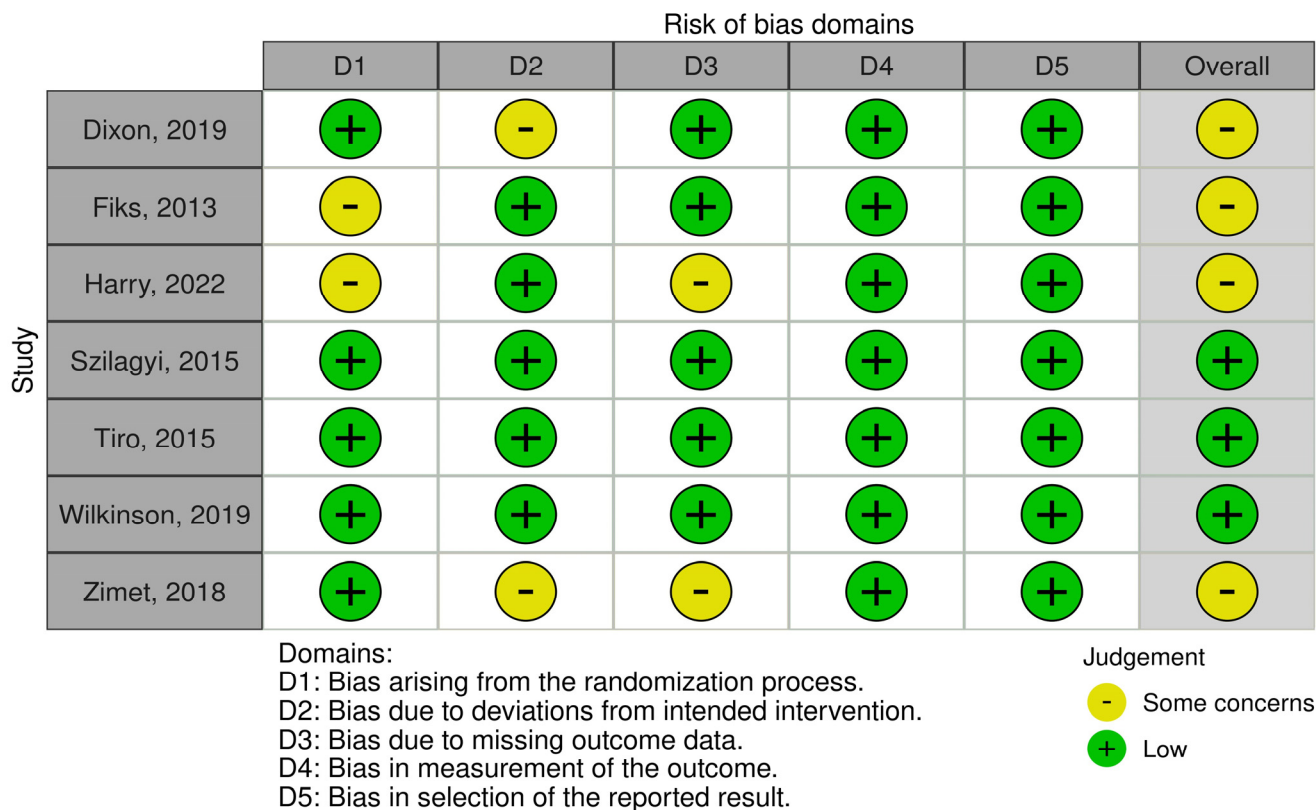 Risk of bias domains
D1 D2 D3 D4 D5 Overall
Study
Dixon, 2019 + - + + + -
Fiks, 2013 - + + + + -
Harry, 2022 - + - + + -
Szilagyi, 2015 + + + + + +
Tiro, 2015 + + + + + +
Wilkinson, 2019 + + + + + +
Zimet, 2018 + - - + + -
Domains:
D1: Bias arising from the randomization process.
D2: Bias due to deviations from intended intervention.
D3: Bias due to missing outcome data.
D4: Bias in measurement of the outcome.
D5: Bias in selection of the reported result.
Judgement
- Some concerns
+ Low